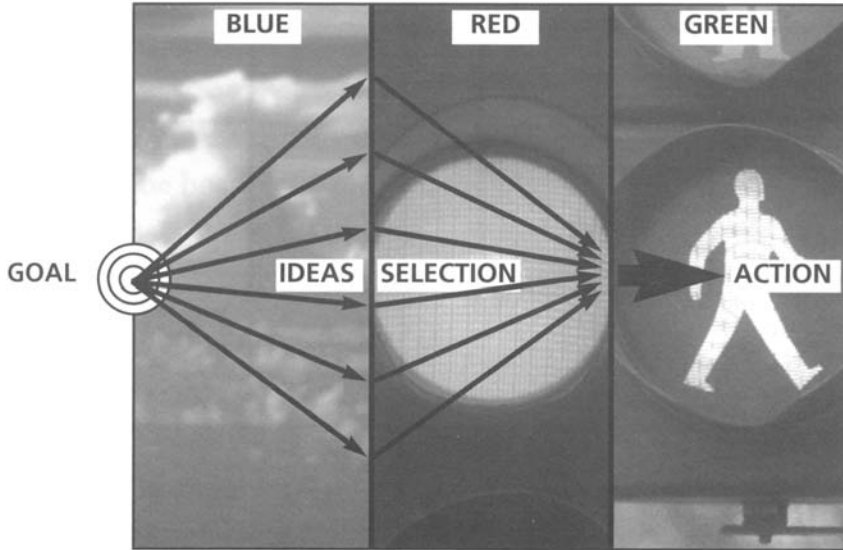 BLUE
RED
GREEN
GOAL
IDEAS
SELECTION
ACTION